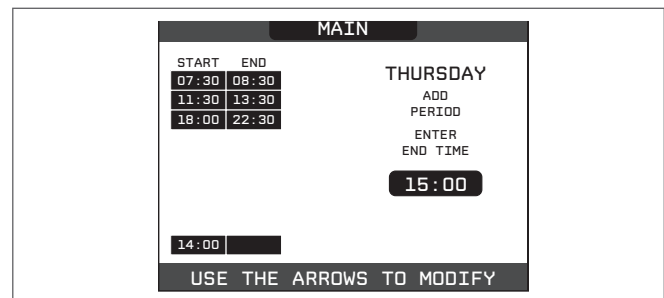 MAIN
START END
07:30 08:30
11:30 13:30
18:00 22:30
THURSDAY
ADD
PERIOD
ENTER
END TIME
15:00
14:00
USE THE ARROWS TO MODIFY